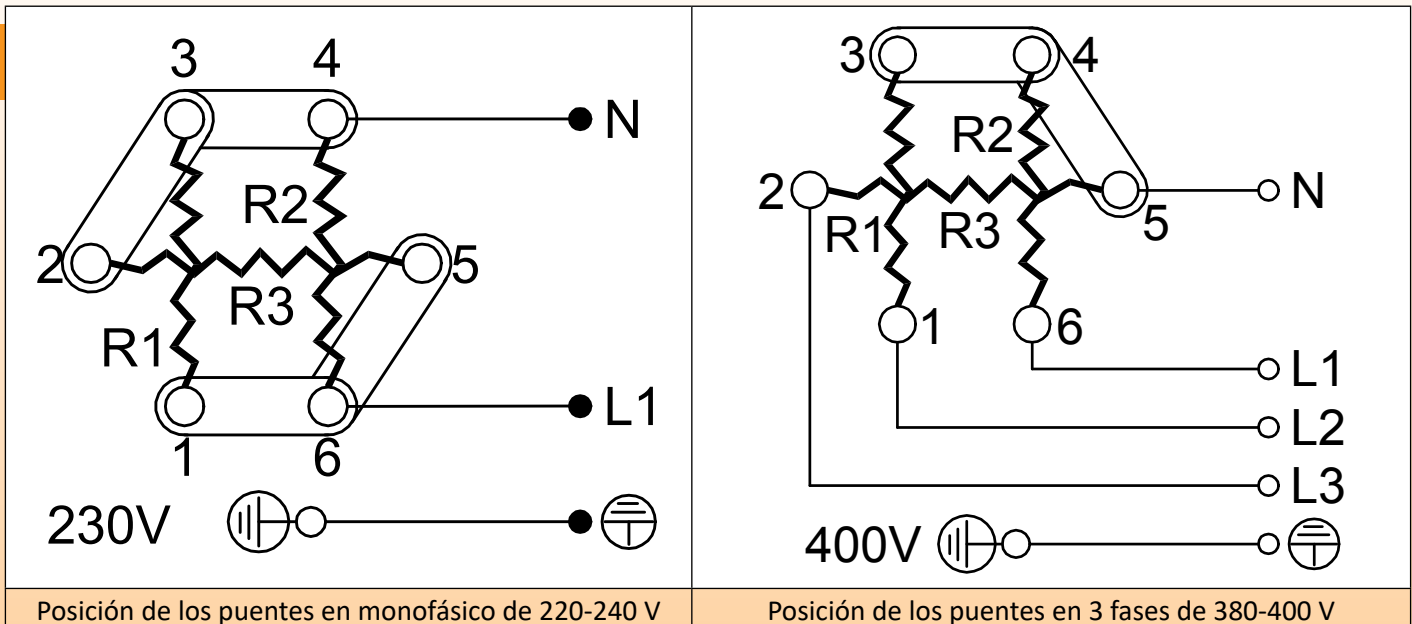 3 4
N
R2
2 5
R3
R1
L1
1 6
230V
Posición de los puentes en monofásico de 220-240 V
3 4
R2
2 N
R1 R3 5
1 6
L1
L2
L3
400V
Posición de los puentes en 3 fases de 380-400 V